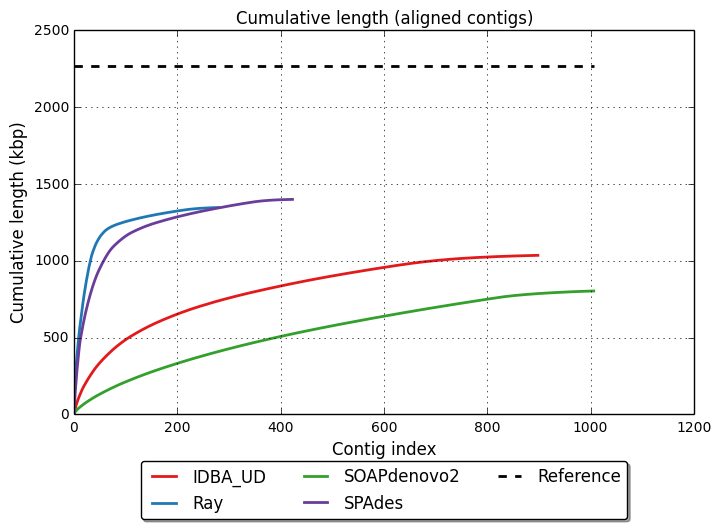 Cumulative length (aligned contigs)
2500
2000
1500
1000
500
0
Cumulative length (kbp)
0 200 400 600 800 1000 1200
Contig index
IDBA_UD SOAPdenovo2 Reference
Ray SPAdes